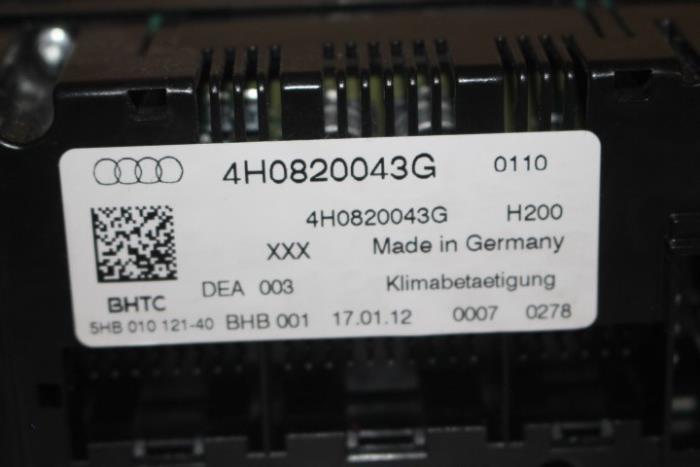 4H0820043G 0110
4H0820043G H200
XXX Made in Germany
DEA 003 Klimabetaetigung
BHTC
5HB 010 121-40 BHB 001 17.01.12 0007 0278